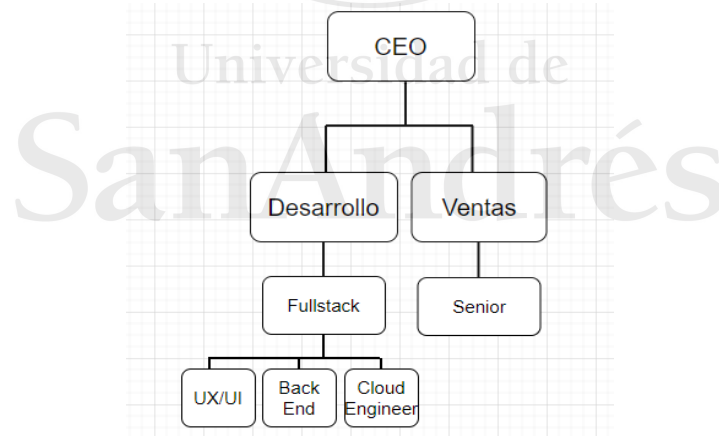 CEO
Universidad de
SanAndrés
Desarrollo
Ventas
Fullstack
Senior
UX/UI
Back
End
Cloud
Engineer